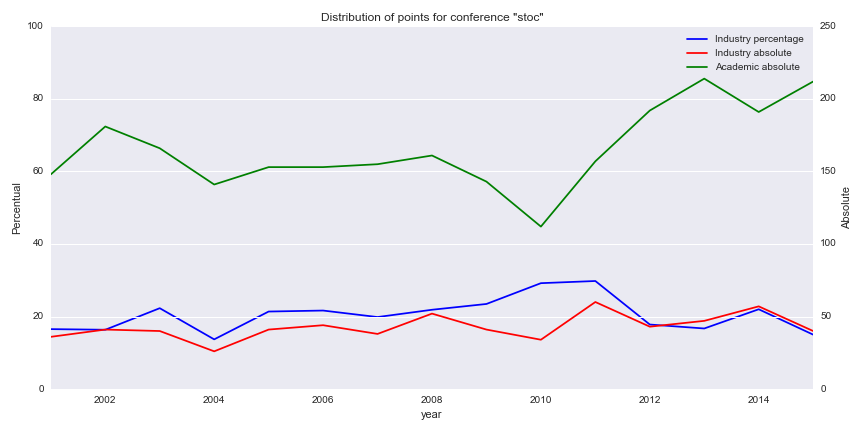 Distribution of points for conference "stoc"
Industry percentage
Industry absolute
Academic absolute
100
80
60
40
20
0
Percentual
250
200
150
100
50
0
Absolute
2002
2004
2006
2008
2010
2012
2014
year